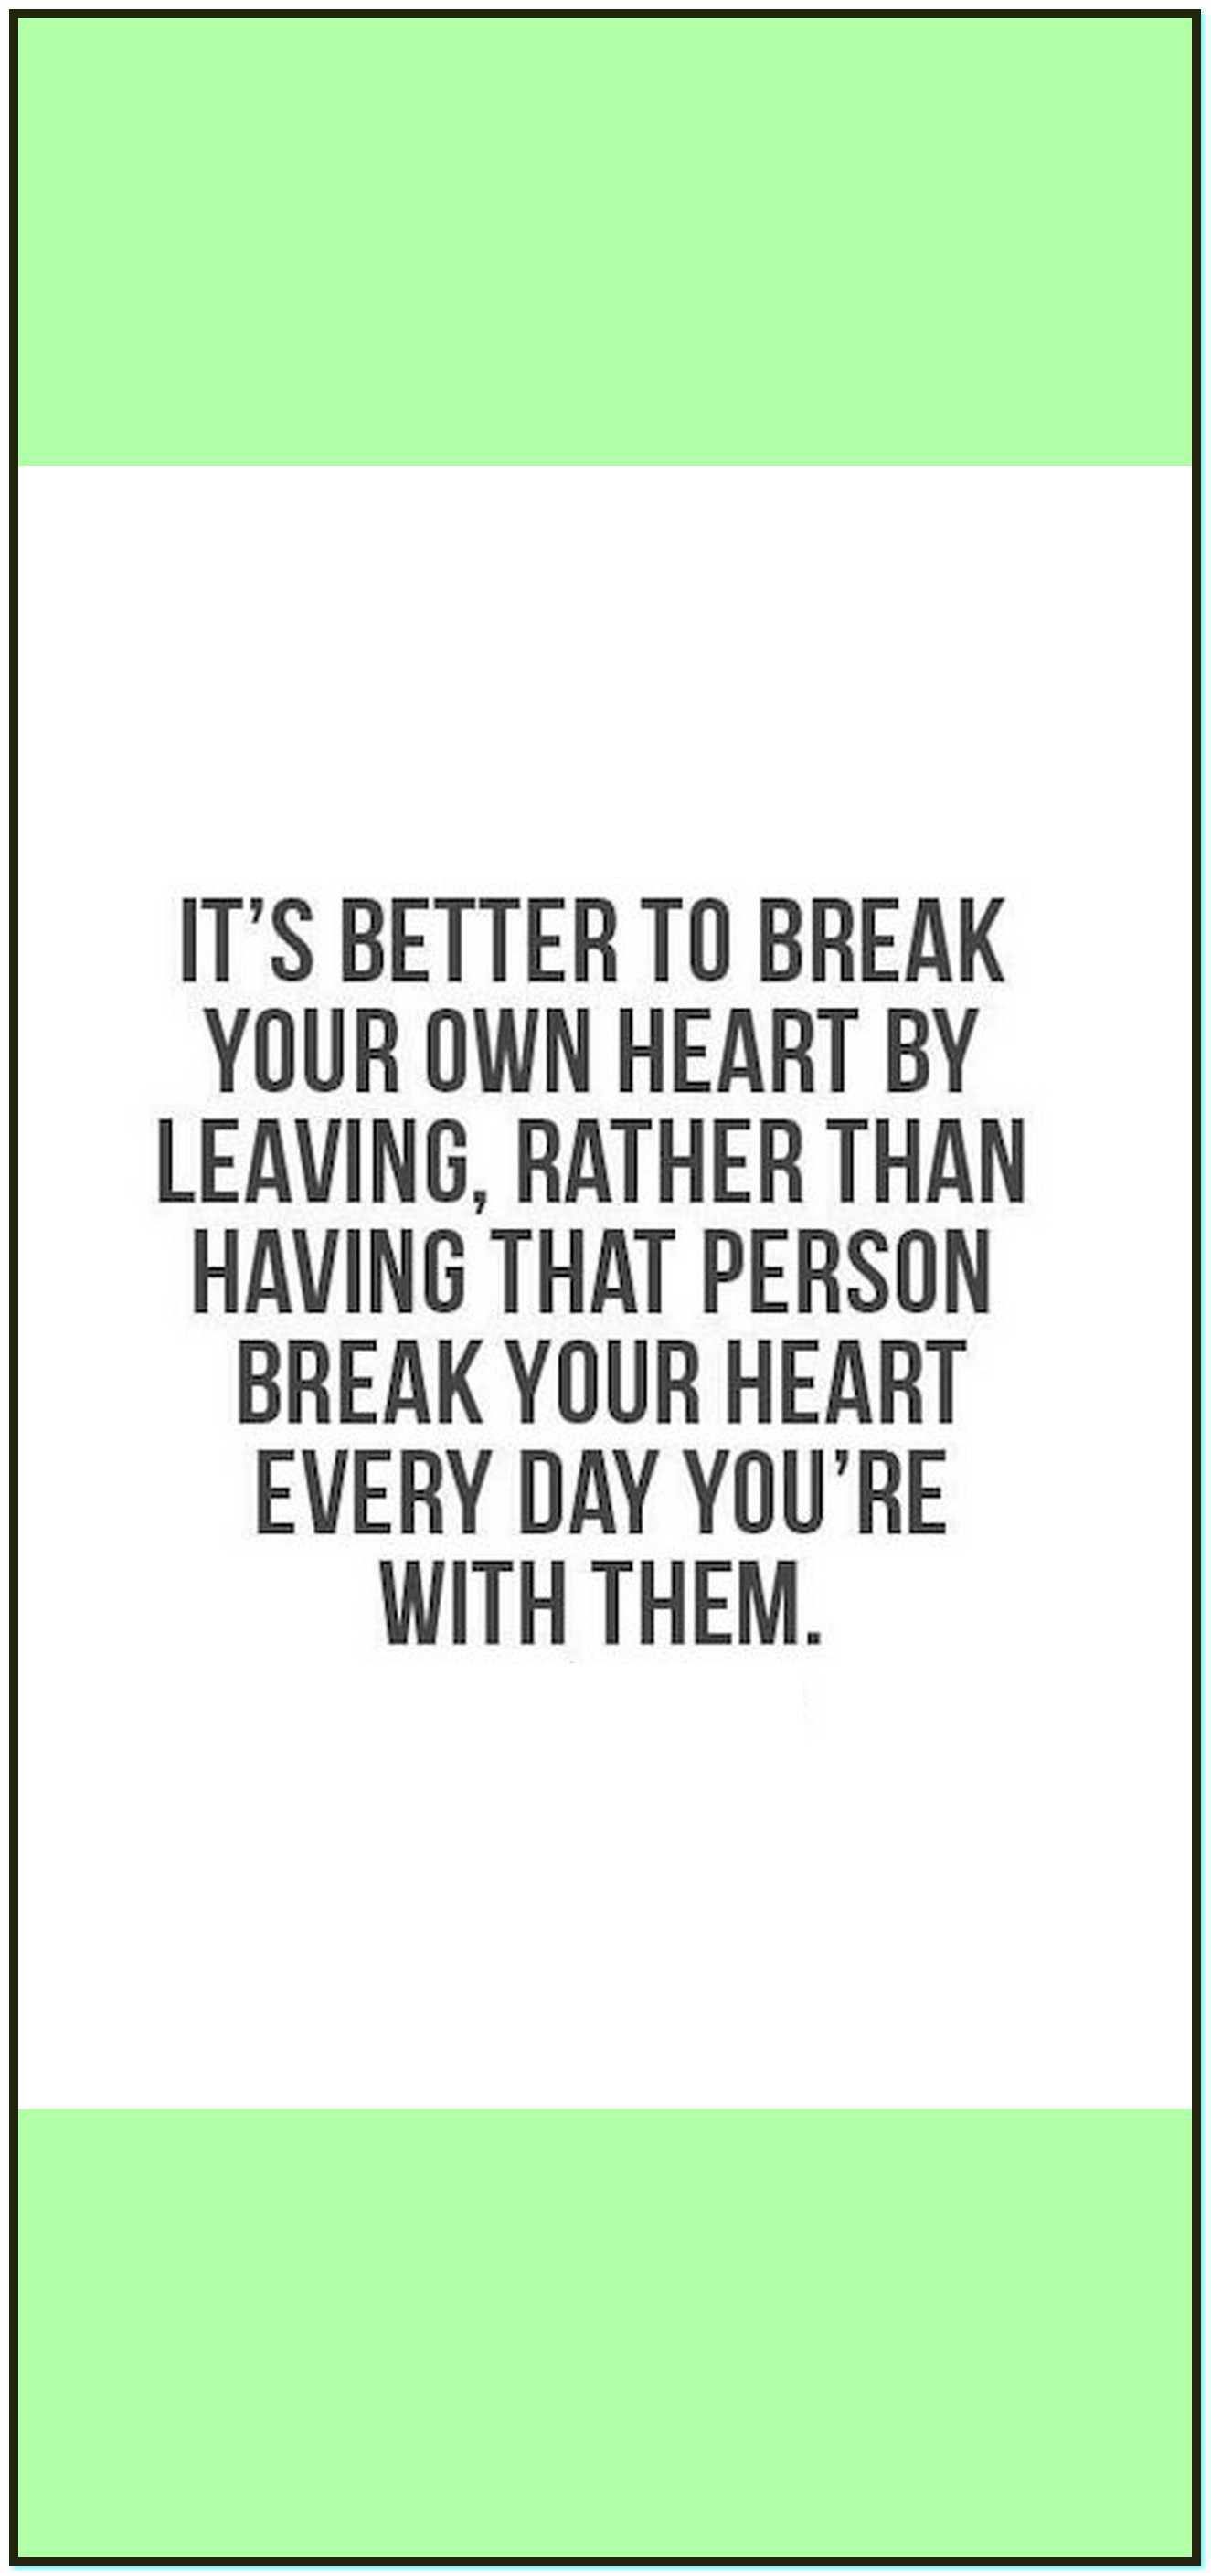 IT’S BETTER TO BREAK
YOUR OWN HEART BY
LEAVING, RATHER THAN
HAVING THAT PERSON
BREAK YOUR HEART
EVERY DAY YOU’RE
WITH THEM.